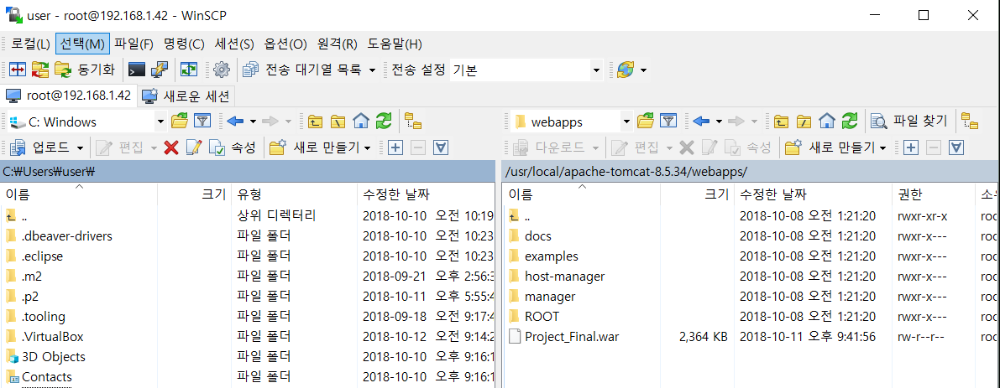 user - root@192.168.1.42 - WinSCP
로컬(L) 선택(M) 파일(F) 명령(C) 세션(S) 옵션(O) 원격(R) 도움말(H)
동기화 전송 대기열 목록 전송 설정 기본
root@192.168.1.42 새로운 세션
C: Windows
webapps 파일 찾기
업로드 편집 속성 새로 만들기
다운로드 편집 속성 새로 만들기
C:₩Users₩user₩
이름 크기 유형 수정한 날짜
.. 상위 디렉터리 2018-10-10 오전 10:19
.dbeaver-drivers 파일 폴더 2018-10-10 오전 10:23
.eclipse 파일 폴더 2018-10-10 오전 10:23
.m2 파일 폴더 2018-09-21 오후 2:56:3
.p2 파일 폴더 2018-10-11 오후 5:55:4
.tooling 파일 폴더 2018-09-18 오전 9:17:4
.VirtualBox 파일 폴더 2018-10-12 오전 9:14:2
3D Objects 파일 폴더 2018-10-10 오전 9:16:1
Contacts 파일 폴더 2018-10-10 오전 9:16:1
/usr/local/apache-tomcat-8.5.34/webapps/
이름 크기 수정한 날짜 권한 소
.. 2018-10-08 오전 1:21:20 rwxr-xr-x roo
docs 2018-10-08 오전 1:21:20 rwxr-x--- roo
examples 2018-10-08 오전 1:21:20 rwxr-x--- roo
host-manager 2018-10-08 오전 1:21:20 rwxr-x--- roo
manager 2018-10-08 오전 1:21:20 rwxr-x--- roo
ROOT 2018-10-08 오전 1:21:20 rwxr-x--- roo
Project_Final.war 2,364 KB 2018-10-11 오후 9:41:56 rw-r--r-- roo